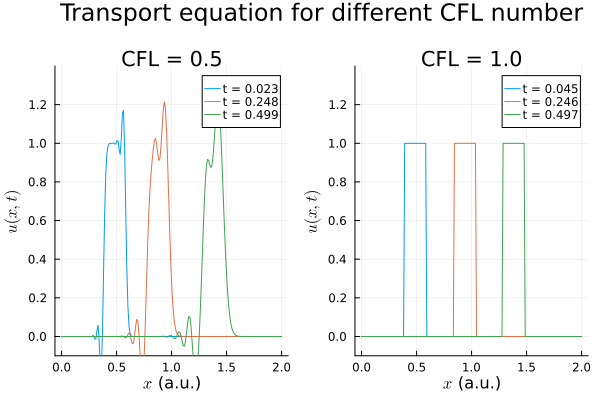 Transport equation for different CFL number
CFL = 0.5
t = 0.023
t = 0.248
t = 0.499
1.2
1.0
0.8
0.6
0.4
0.2
0.0
u(x, t)
0.0 0.5 1.0 1.5 2.0
x (a.u.)
CFL = 1.0
t = 0.045
t = 0.246
t = 0.497
1.2
1.0
0.8
0.6
0.4
0.2
0.0
u(x, t)
0.0 0.5 1.0 1.5 2.0
x (a.u.)